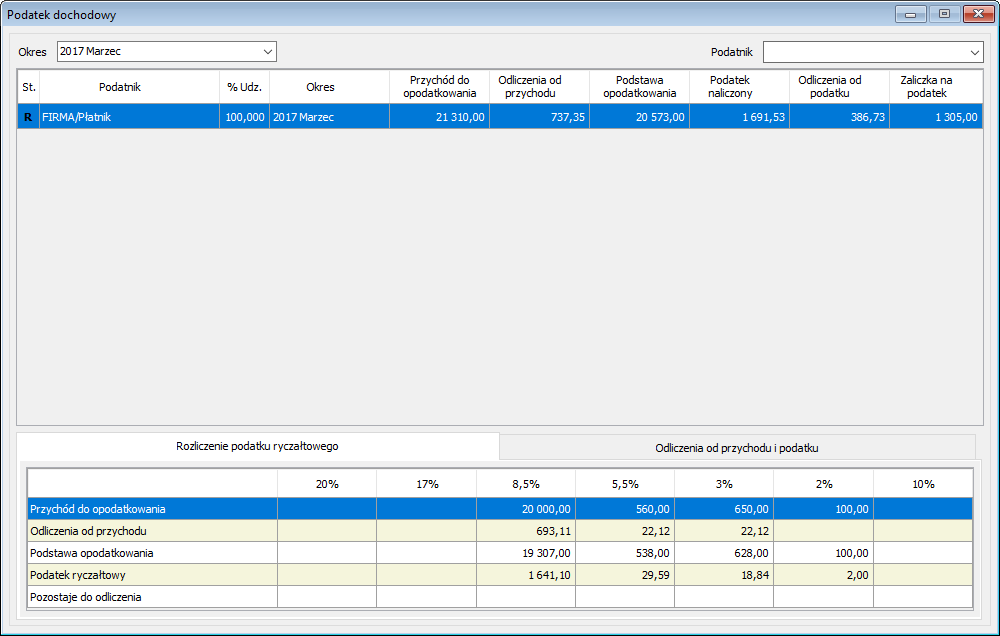 Podatek dochodowy
Okres 2017 Marzec Podatnik
St. Podatnik % Udz. Okres Przychód do opodatkowania Odliczenia od przychodu Podstawa opodatkowania Podatek naliczony Odliczenia od podatku Zaliczka na podatek
R FIRMA/Płatnik 100,000 2017 Marzec 21 310,00 737,35 20 573,00 1 691,53 386,73 1 305,00
Rozliczenie podatku ryczałtowego Odliczenia od przychodu i podatku
20% 17% 8,5% 5,5% 3% 2% 10%
Przychód do opodatkowania 20 000,00 560,00 650,00 100,00
Odliczenia od przychodu 693,11 22,12 22,12
Podstawa opodatkowania 19 307,00 538,00 628,00 100,00
Podatek ryczałtowy 1 641,10 29,59 18,84 2,00
Pozostaje do odliczenia